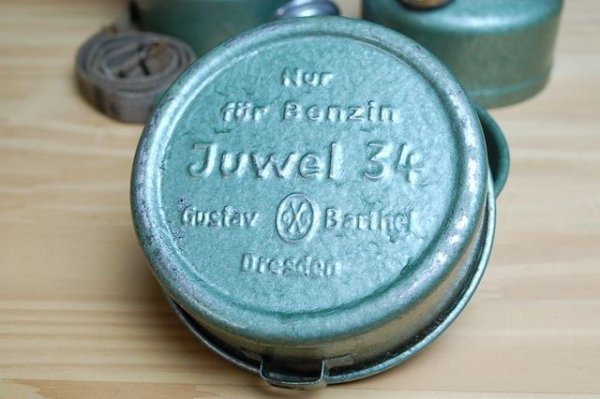 Nur
für Benzin
Juwel 34
Gustav Barthel
Dresden